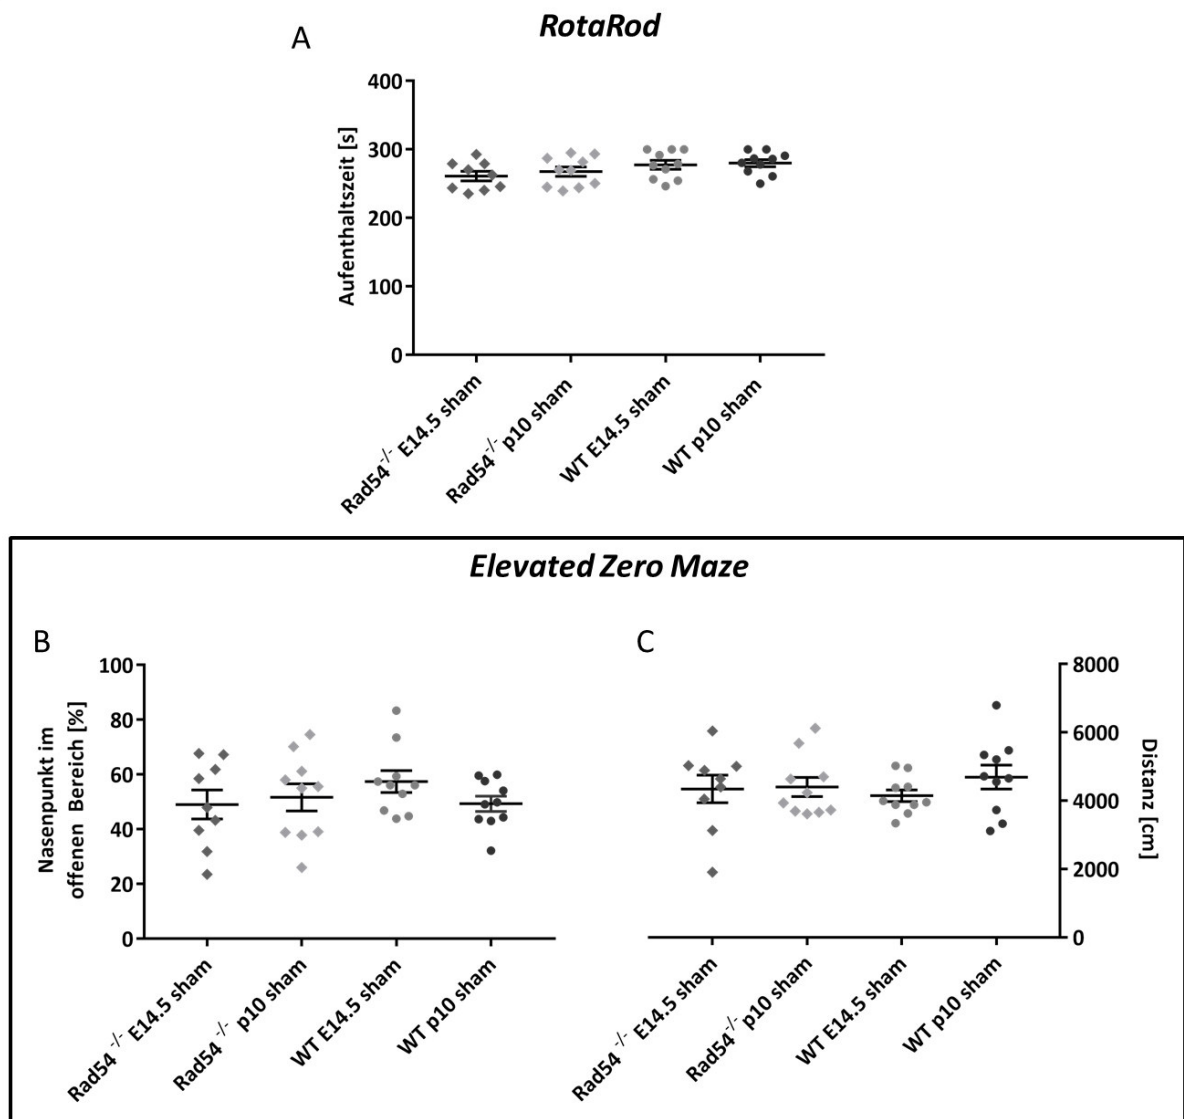 RotaRod
A
400
300
200
100
0
Aufenthaltszeit [s]
Rad54-/- E14.5 sham
Rad54-/- p10 sham
WT E14.5 sham
WT p10 sham
Elevated Zero Maze
B
100
80
60
40
20
0
Nasenpunkt im
offenen Bereich [%]
Rad54-/- E14.5 sham
Rad54-/- p10 sham
WT E14.5 sham
WT p10 sham
C
8000
6000
4000
2000
0
Distanz [cm]
Rad54-/- E14.5 sham
Rad54-/- p10 sham
WT E14.5 sham
WT p10 sham